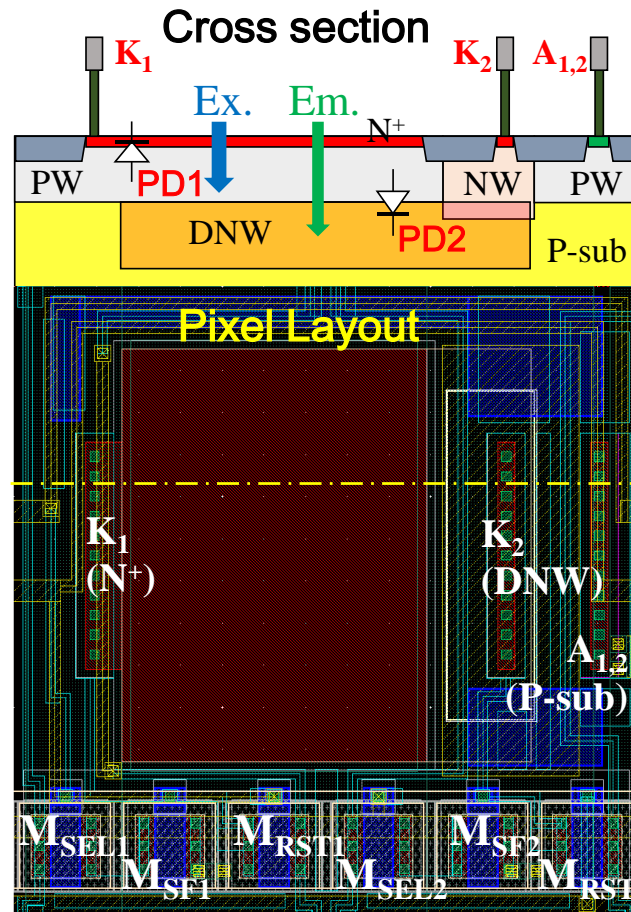 Cross section
K1 K2 A1,2
Ex. Em. N+
PW PD1 NW PW
DNW PD2 P-sub
Pixel Layout
K1
(N+)
K2
(DNW)
A1,2
(P-sub)
MSEL1 MRST1 MSF2
MSF1 MSEL2 MRST